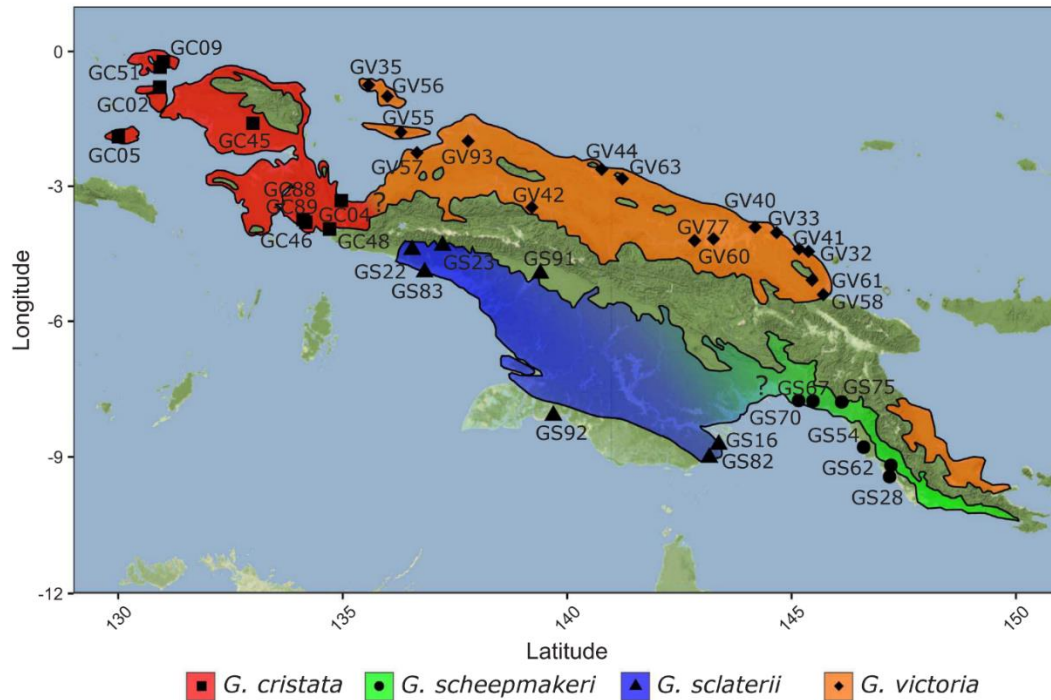 0
GC09
GV35
GC51
GV56
GC02
GV55
GC45
GC05
GV57
GV93
GV44
GV63
-3
GC88
?
GV42
GV40
GC89
GC04
GV77
GV33
GC46
GC48
GV41
GS22
GS23
GS91
GV60
GV32
GS83
GV61
GV58
Longitude
-6
?
GS67
GS75
GS70
GS92
GS16
GS54
-9
GS82
GS62
GS28
-12
130
135
140
145
150
Latitude
G. cristata
G. scheepmakeri
G. sclaterii
G. victoria